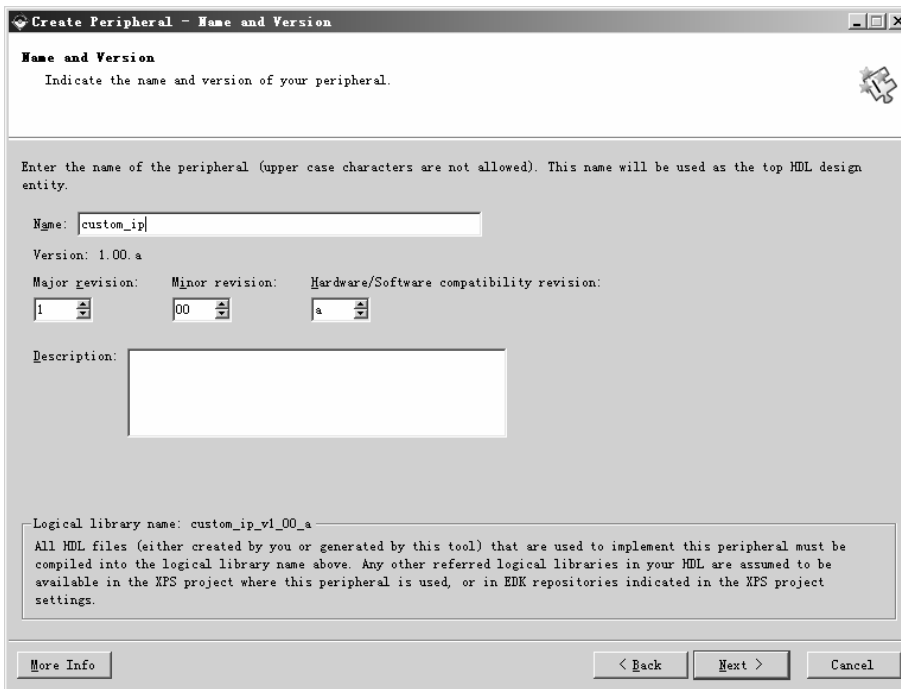 Create Peripheral - Name and Version
Name and Version
Indicate the name and version of your peripheral.
Enter the name of the peripheral (upper case characters are not allowed). This name will be used as the top HDL design
entity.
Name: custom_ip
Version: 1.00.a
Major revision: Minor revision: Hardware/Software compatibility revision:
1 00 a
Description:
Logical library name: custom_ip_v1_00_a
All HDL files (either created by you or generated by this tool) that are used to implement this peripheral must be
compiled into the logical library name above. Any other referred logical libraries in your HDL are assumed to be
available in the XPS project where this peripheral is used, or in EDK repositories indicated in the XPS project
settings.
More Info < Back Next > Cancel